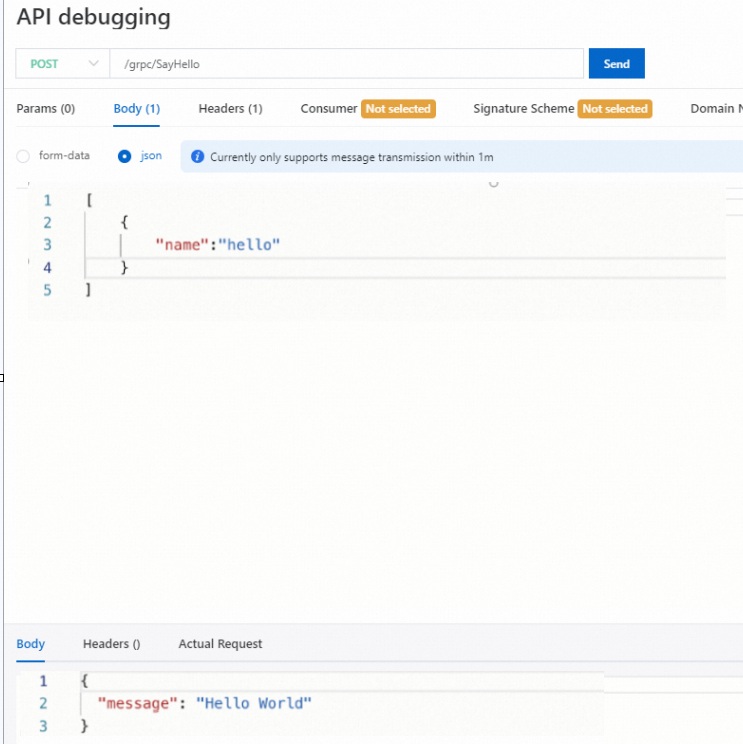 API debugging
POST /grpc/SayHello Send
Params (0) Body (1) Headers (1) Consumer Not selected Signature Scheme Not selected Domain
form-data json Currently only supports message transmission within 1m
1 [
2 {
3 "name":"hello"
4 }
5 ]
Body Headers () Actual Request
1 {
2 "message": "Hello World"
3 }